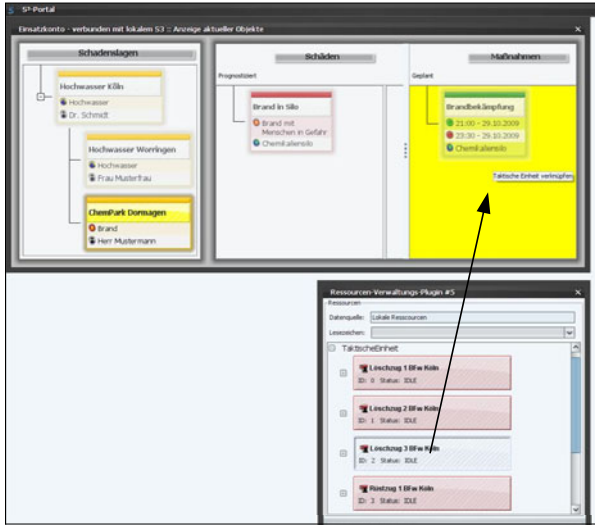 S³-Portal
Einsatzkonto - verbunden mit lokalem S3 :: Anzeige aktueller Objekte
Schadenslagen
Hochwasser Köln
Hochwasser
Dr. Schmidt
Hochwasser Worringen
Hochwasser
Frau Musterfrau
ChemPark Dormagen
Brand
Herr Mustermann
Schäden
Prognostiziert
Brand in Silo
Brand mit
Menschen in Gefahr
Chemikaliensilo
Maßnahmen
Geplant
Brandbekämpfung
21:00 - 29.10.2009
23:30 - 29.10.2009
Chemikaliensilo
Taktische Einheit verknüpfen
Ressourcen-Verwaltungs-Plugin #5
Ressourcen
Datenquelle: Lokale Ressourcen
Lesezeichen:
TaktischeEinheit
Löschzug 1 BFw Köln
ID: 0 Status: IDLE
Löschzug 2 BFw Köln
ID: 1 Status: IDLE
Löschzug 3 BFw Köln
ID: 2 Status: IDLE
Rüstzug 1 BFw Köln
ID: 3 Status: IDLE